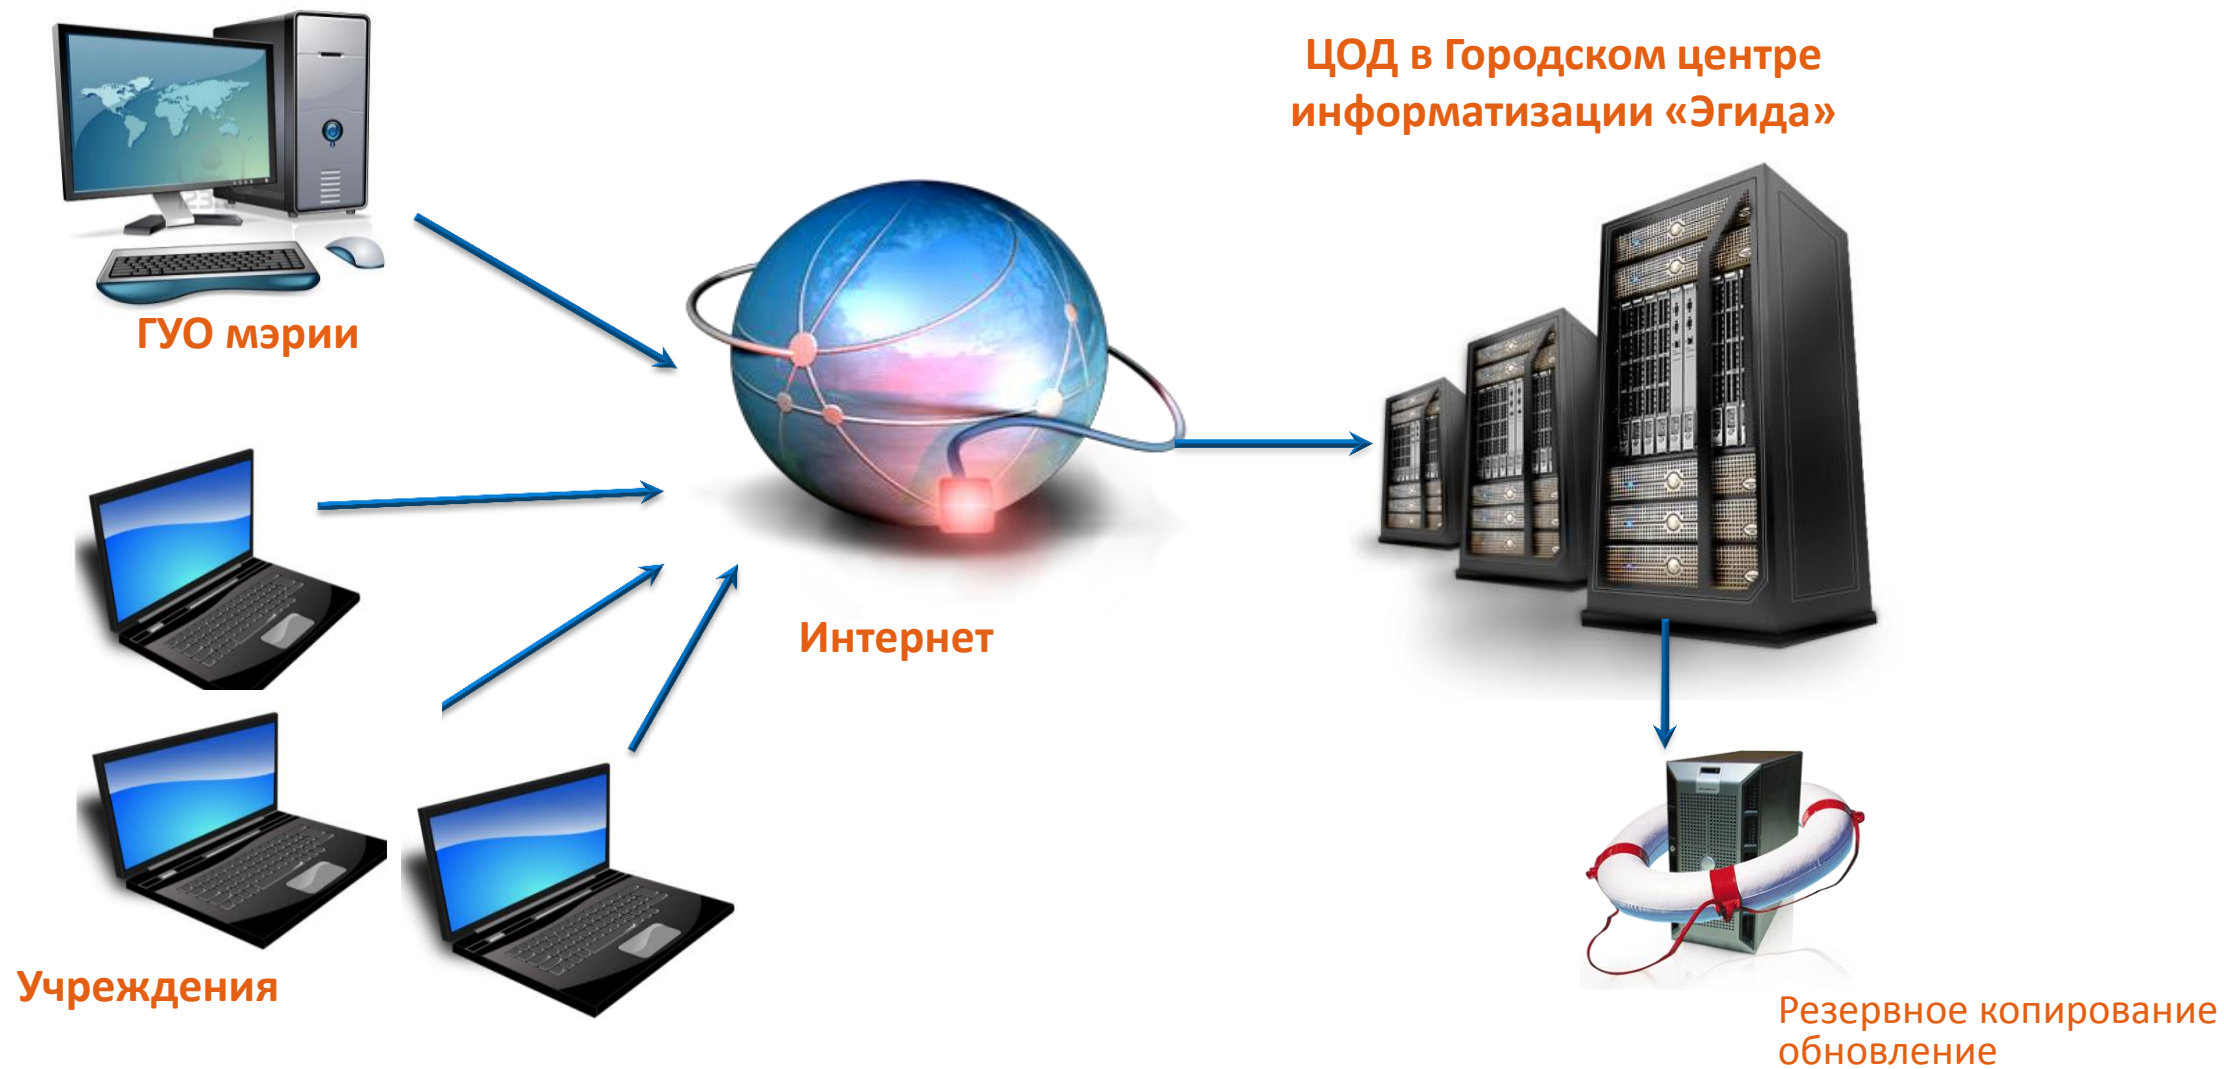 ЦОД в Городском центре
информатизации «Эгида»
ГУО мэрии
Интернет
Учреждения
Резервное копирование
обновление